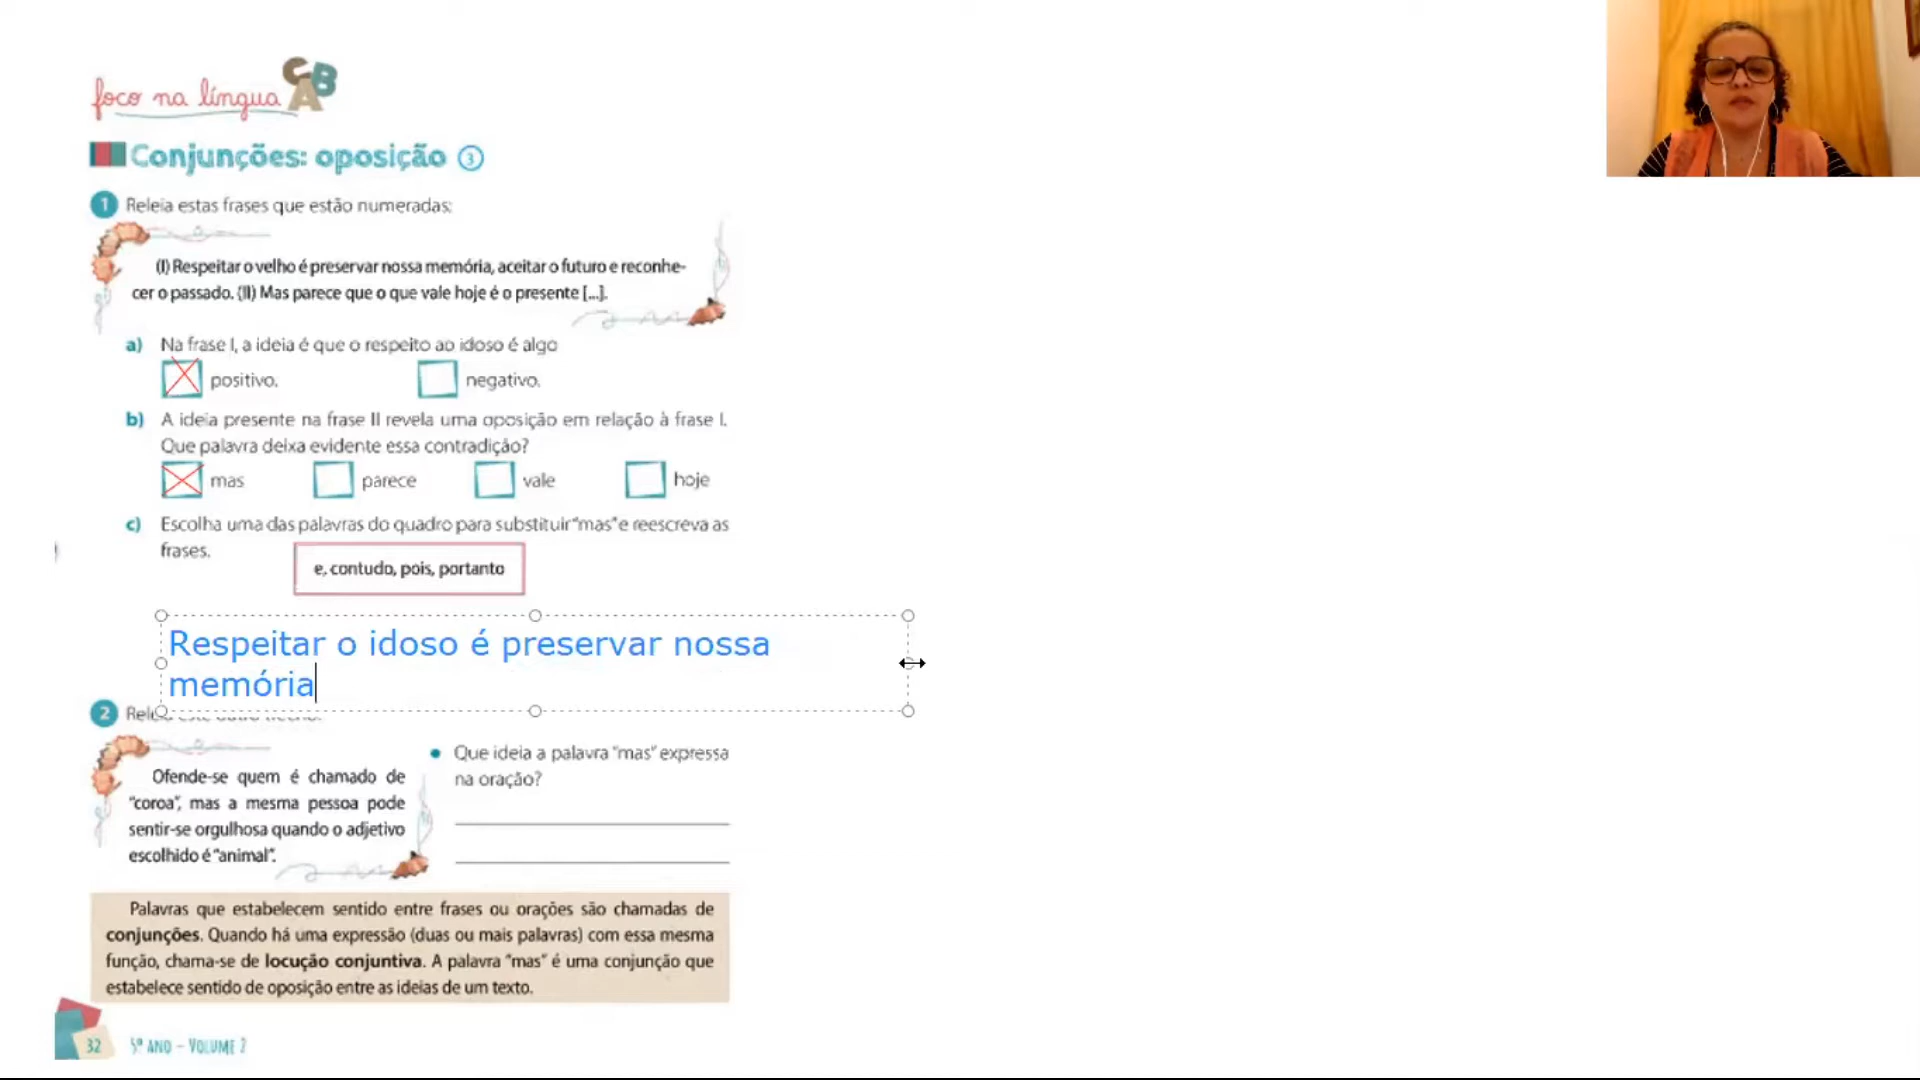 foco na língua
CAB
Conjunções: oposição 3
1 Releia estas frases que estão numeradas:
(I) Respeitar o velho é preservar nossa memória, aceitar o futuro e reconhe-
cer o passado. (II) Mas parece que o que vale hoje é o presente [...].
a) Na frase I, a ideia é que o respeito ao idoso é algo
positivo. negativo.
b) A ideia presente na frase II revela uma oposição em relação à frase I.
Que palavra deixa evidente essa contradição?
mas parece vale hoje
c) Escolha uma das palavras do quadro para substituir "mas" e reescreva as
frases.
e, contudo, pois, portanto
Respeitar o idoso é preservar nossa
memória
2
Que ideia a palavra "mas" expressa
na oração?
Ofende-se quem é chamado de
"coroa", mas a mesma pessoa pode
sentir-se orgulhosa quando o adjetivo
escolhido é "animal".
Palavras que estabelecem sentido entre frases ou orações são chamadas de
conjunções. Quando há uma expressão (duas ou mais palavras) com essa mesma
função, chama-se de locução conjuntiva. A palavra "mas" é uma conjunção que
estabelece sentido de oposição entre as ideias de um texto.
32 5º ANO – VOLUME 2